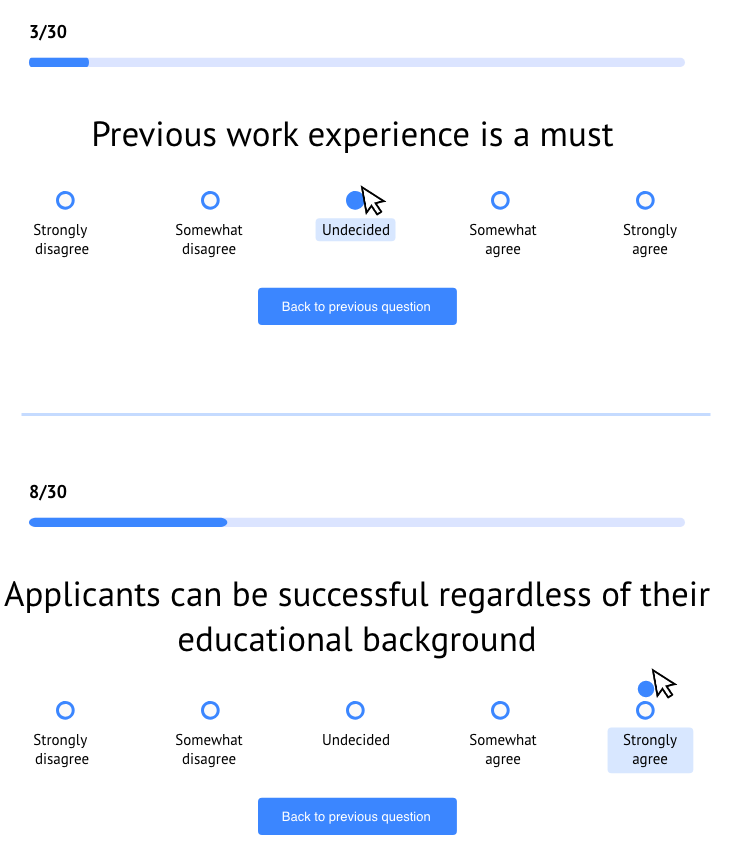 3/30
Previous work experience is a must
Strongly disagree
Somewhat disagree
Undecided
Somewhat agree
Strongly agree
Back to previous question
8/30
Applicants can be successful regardless of their
educational background
Strongly disagree
Somewhat disagree
Undecided
Somewhat agree
Strongly agree
Back to previous question